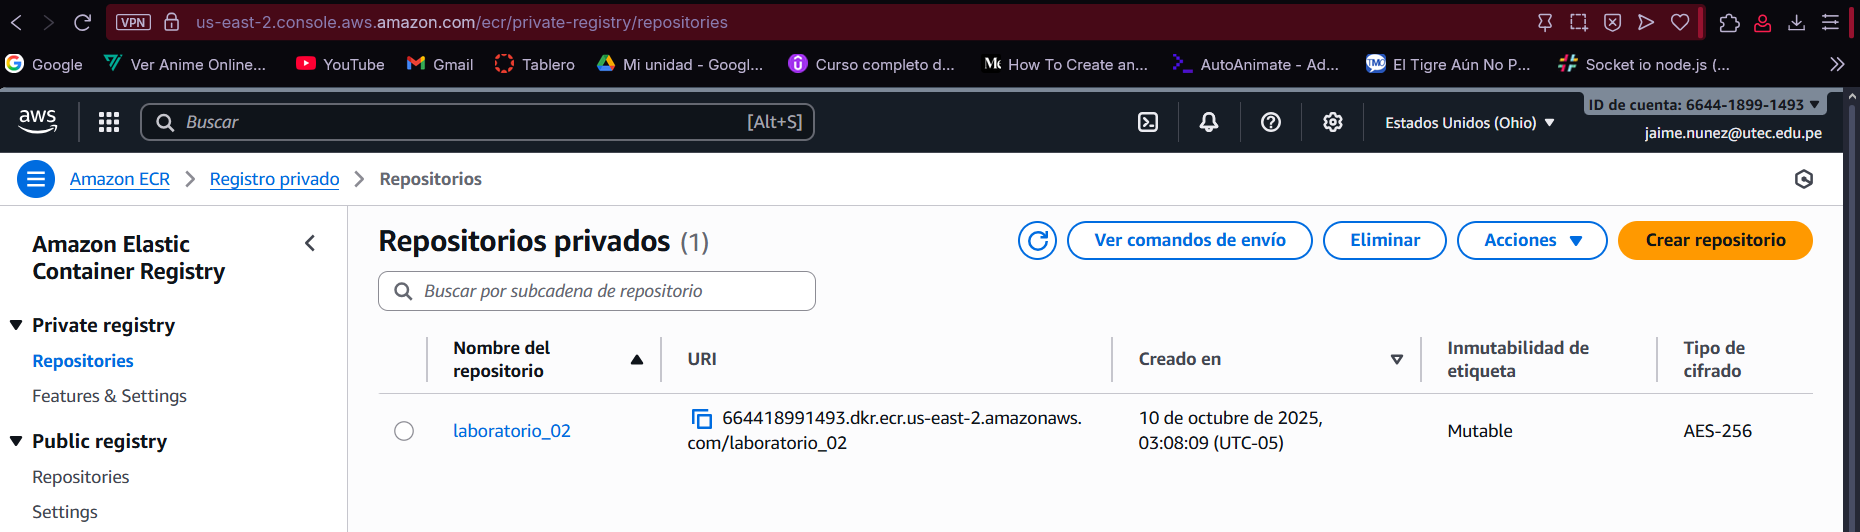 VPN us-east-2.console.aws.amazon.com/ecr/private-registry/repositories
Google Ver Anime Online... YouTube Gmail Tablero Mi unidad - Googl... Curso completo d... How To Create an... AutoAnimate - Ad... El Tigre Aún No P... Socket io node.js (...
aws Buscar [Alt+S] Estados Unidos (Ohio) ID de cuenta: 6644-1899-1493
jaime.nunez@utec.edu.pe
Amazon ECR Registro privado Repositorios
Amazon Elastic
Container Registry
Private registry
Repositories
Features & Settings
Public registry
Repositories
Settings
Repositorios privados (1)
Ver comandos de envío Eliminar Acciones Crear repositorio
Buscar por subcadena de repositorio
Nombre del
repositorio
URI
Creado en
Inmutabilidad de
etiqueta
Tipo de
cifrado
laboratorio_02
664418991493.dkr.ecr.us-east-2.amazonaws.
com/laboratorio_02
10 de octubre de 2025,
03:08:09 (UTC-05)
Mutable
AES-256